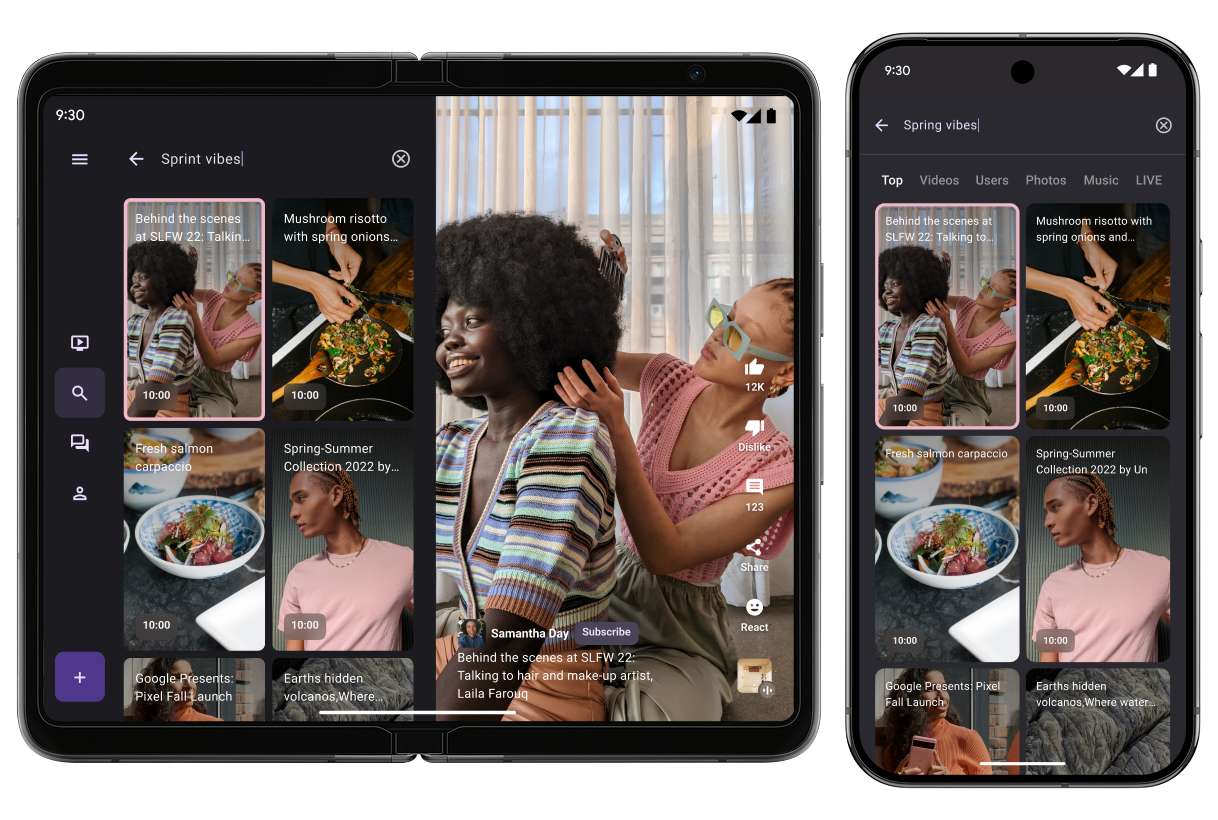 9:30
Sprint vibes
Behind the scenes
at SLFW 22: Talkin...
10:00
Mushroom risotto
with spring onions...
10:00
Fresh salmon
carpaccio
10:00
Spring-Summer
Collection 2022 by...
10:00
Google Presents:
Pixel Fall Launch
Earths hidden
volcanos,Where...
12K
Dislike
123
Share
React
Samantha Day
Subscribe
Behind the scenes at SLFW 22:
Talking to hair and make-up artist,
Laila Farouq
9:30
Spring vibes
Top Videos Users Photos Music LIVE
Behind the scenes at
SLFW 22: Talking to...
10:00
Mushroom risotto with
spring onions and...
10:00
Fresh salmon carpaccio
10:00
Spring-Summer
Collection 2022 by Un
10:00
Google Presents: Pixel
Fall Launch
Earths hidden
volcanos,Where water...